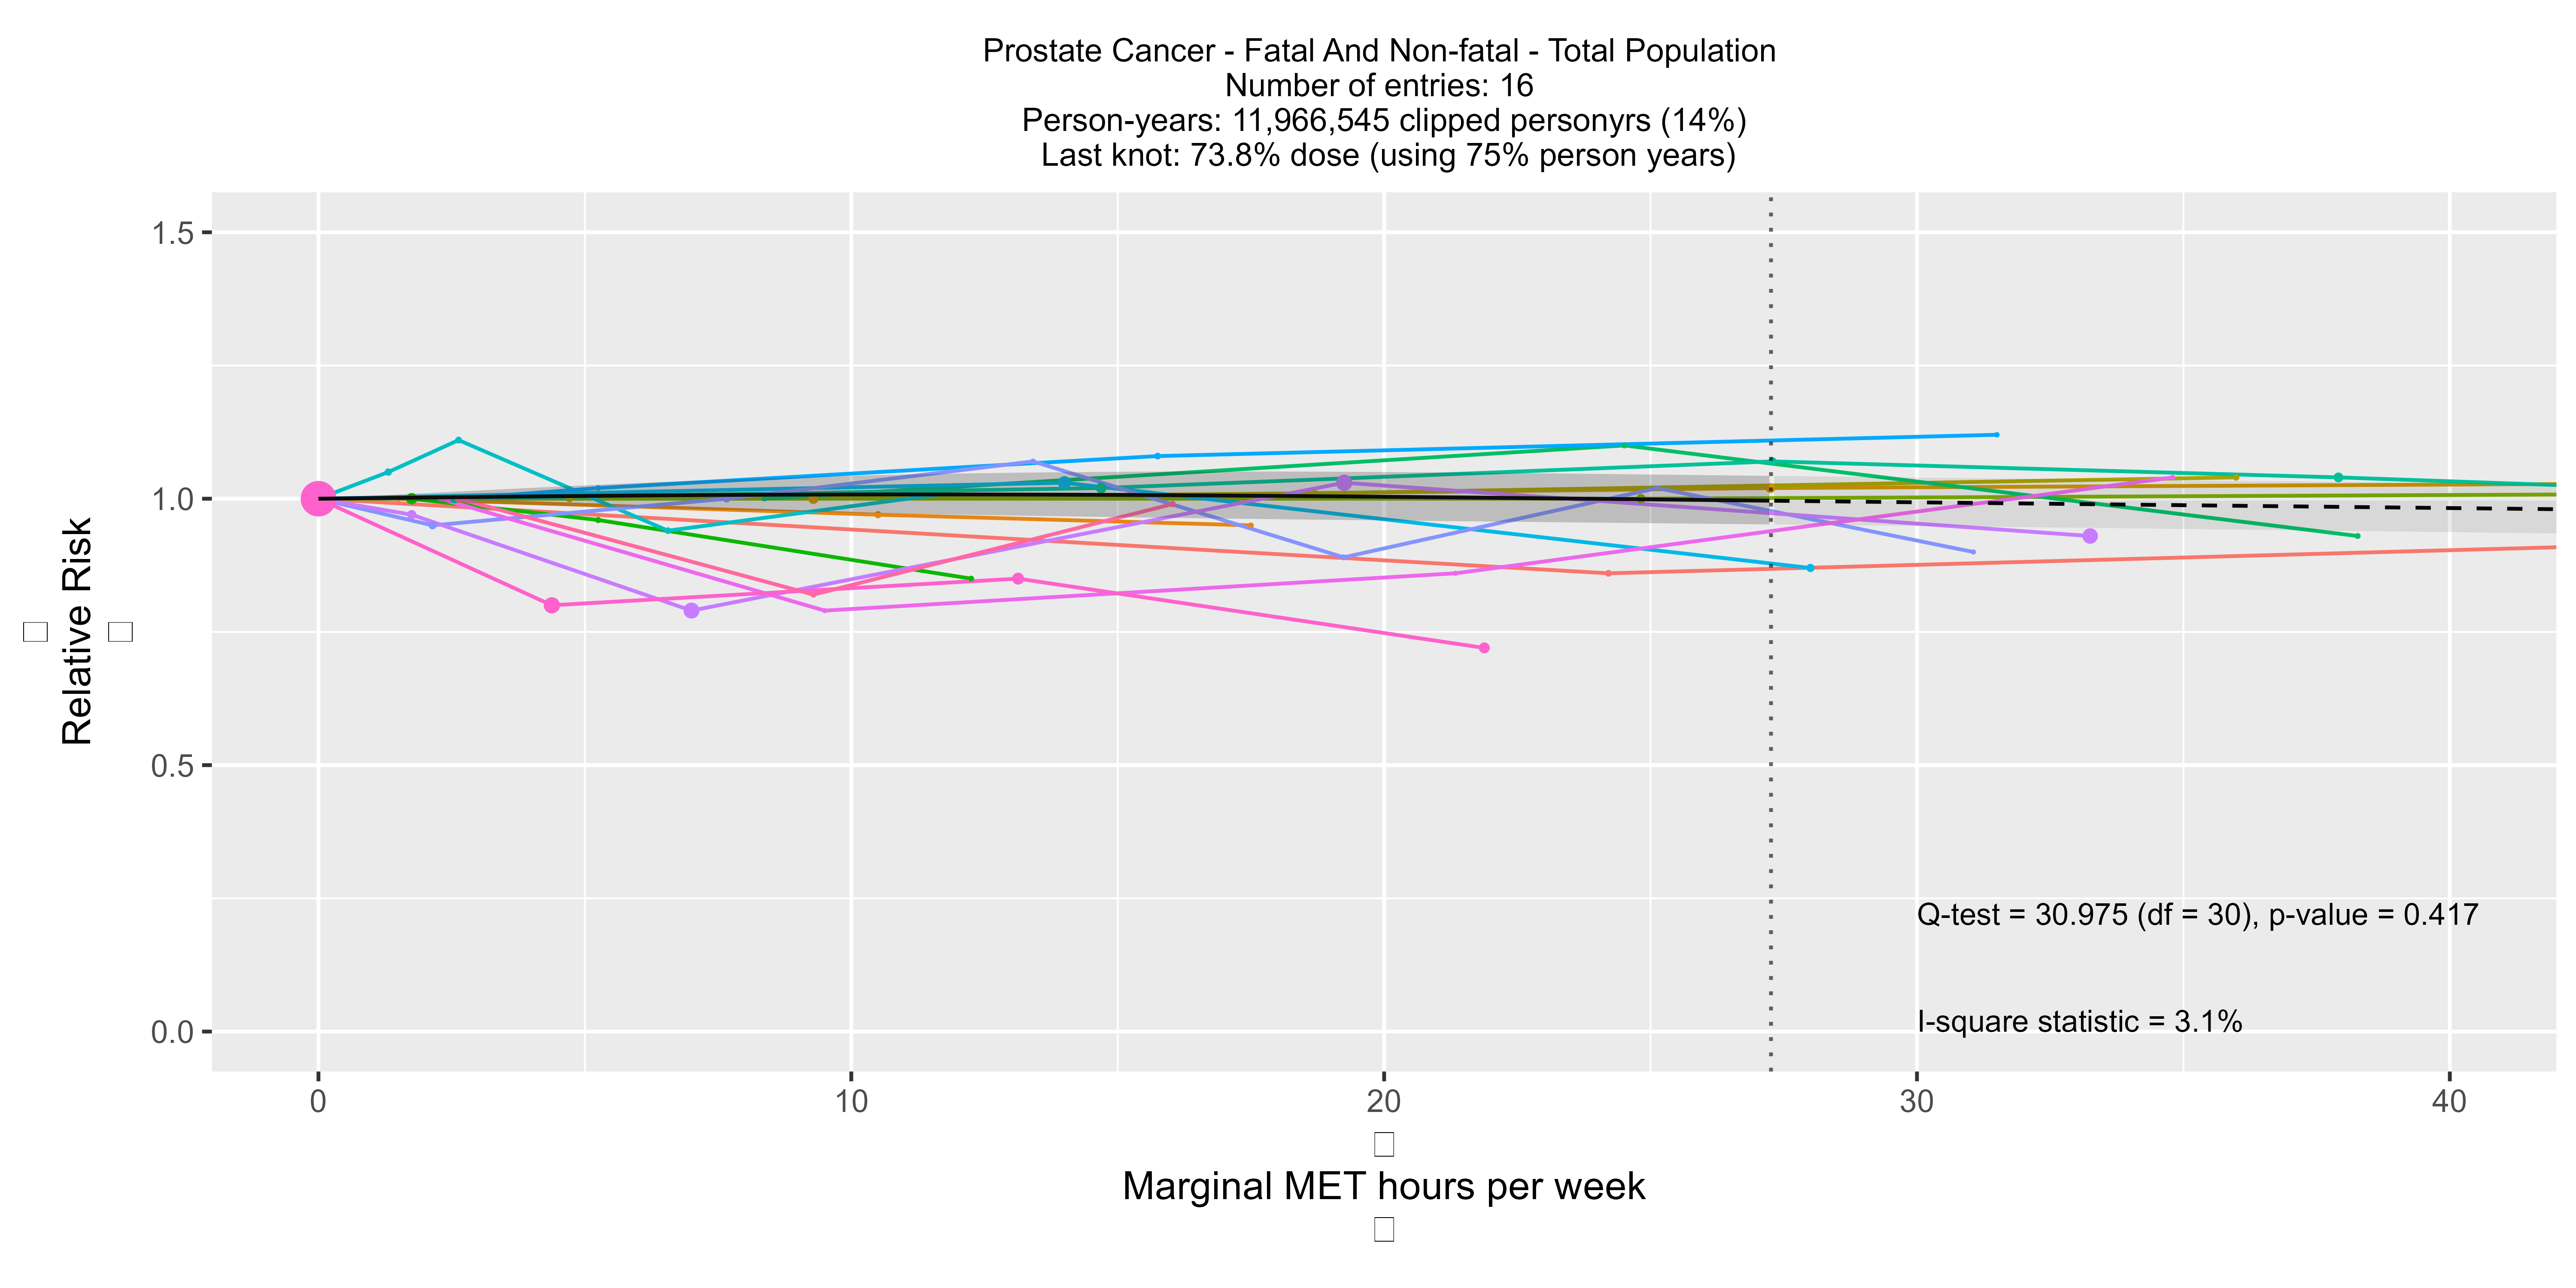 Prostate Cancer - Fatal And Non-fatal - Total Population
Number of entries: 16
Person-years: 11,966,545 clipped personyrs (14%)
Last knot: 73.8% dose (using 75% person years)
1.5
1.0
0.5
0.0
Relative Risk
Q-test = 30.975 (df = 30), p-value = 0.417
I-square statistic = 3.1%
0
10
20
30
40
Marginal MET hours per week